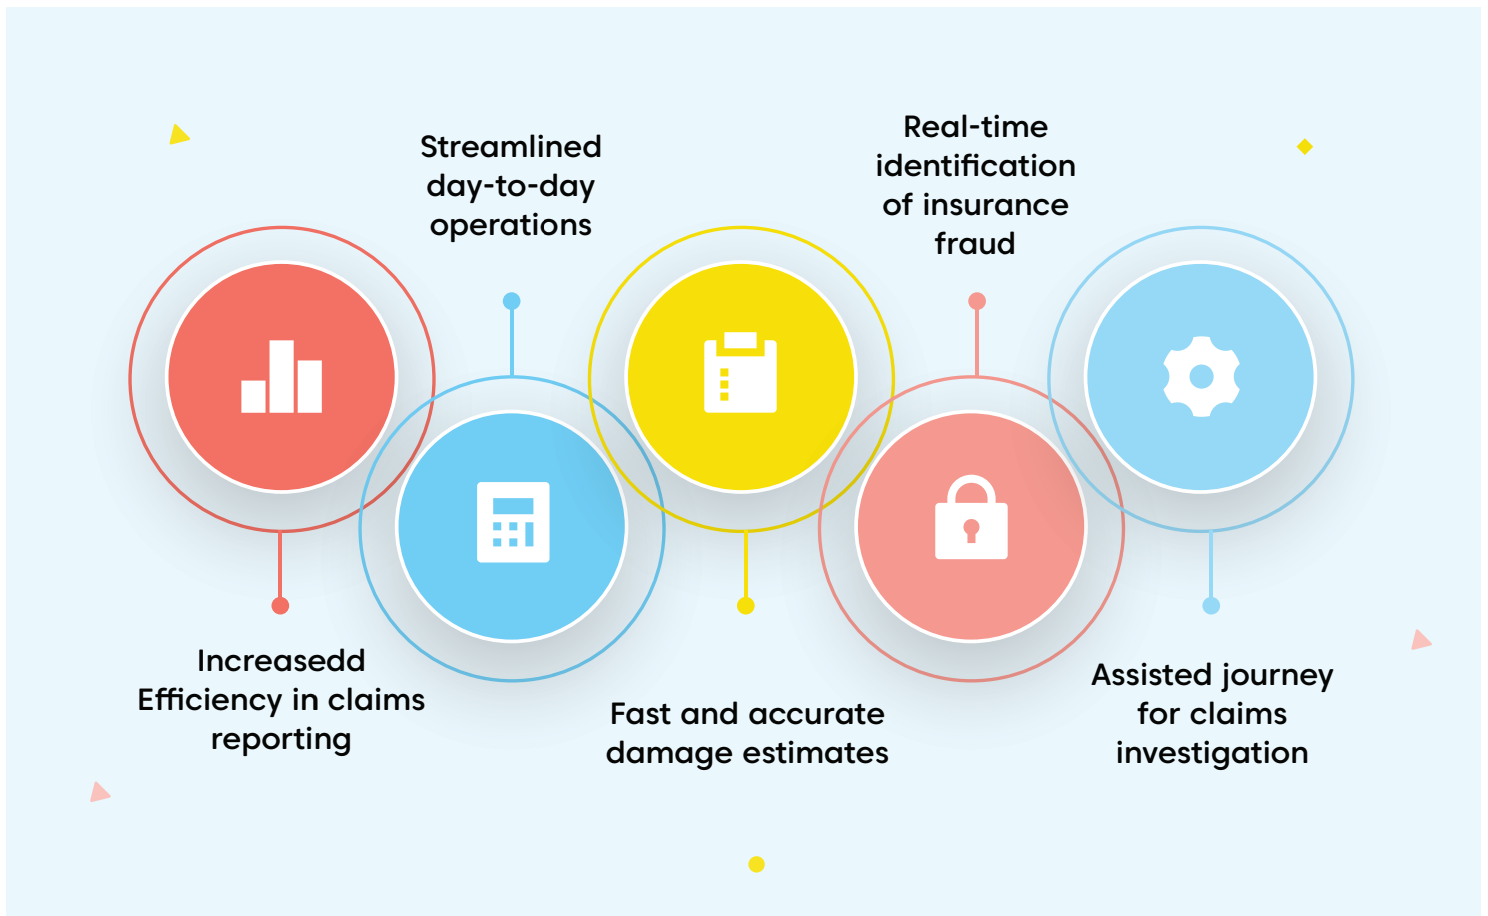 Increasedd
Efficiency in claims
reporting
Streamlined
day-to-day
operations
Fast and accurate
damage estimates
Real-time
identification
of insurance
fraud
Assisted journey
for claims
investigation